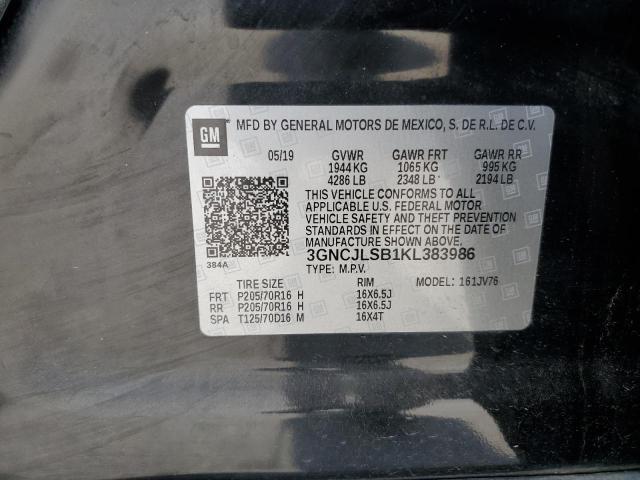 GM MFD BY GENERAL MOTORS DE MEXICO, S. DE R.L. DE C.V.
05/19 GVWR GAWR FRT GAWR RR
1944 KG 1065 KG 995 KG
4286 LB 2348 LB 2194 LB
THIS VEHICLE CONFORMS TO ALL
APPLICABLE U.S. FEDERAL MOTOR
VEHICLE SAFETY AND THEFT PREVENTION
STANDARDS IN EFFECT ON THE DATE OF
MANUFACTURE SHOWN ABOVE.
384A 3GNCJLSB1KL383986
TYPE: M.P.V. MODEL: 161JV76
TIRE SIZE RIM
FRT P205/70R16 H 16X6.5J
RR P205/70R16 H 16X6.5J
SPA T125/70D16 M 16X4T